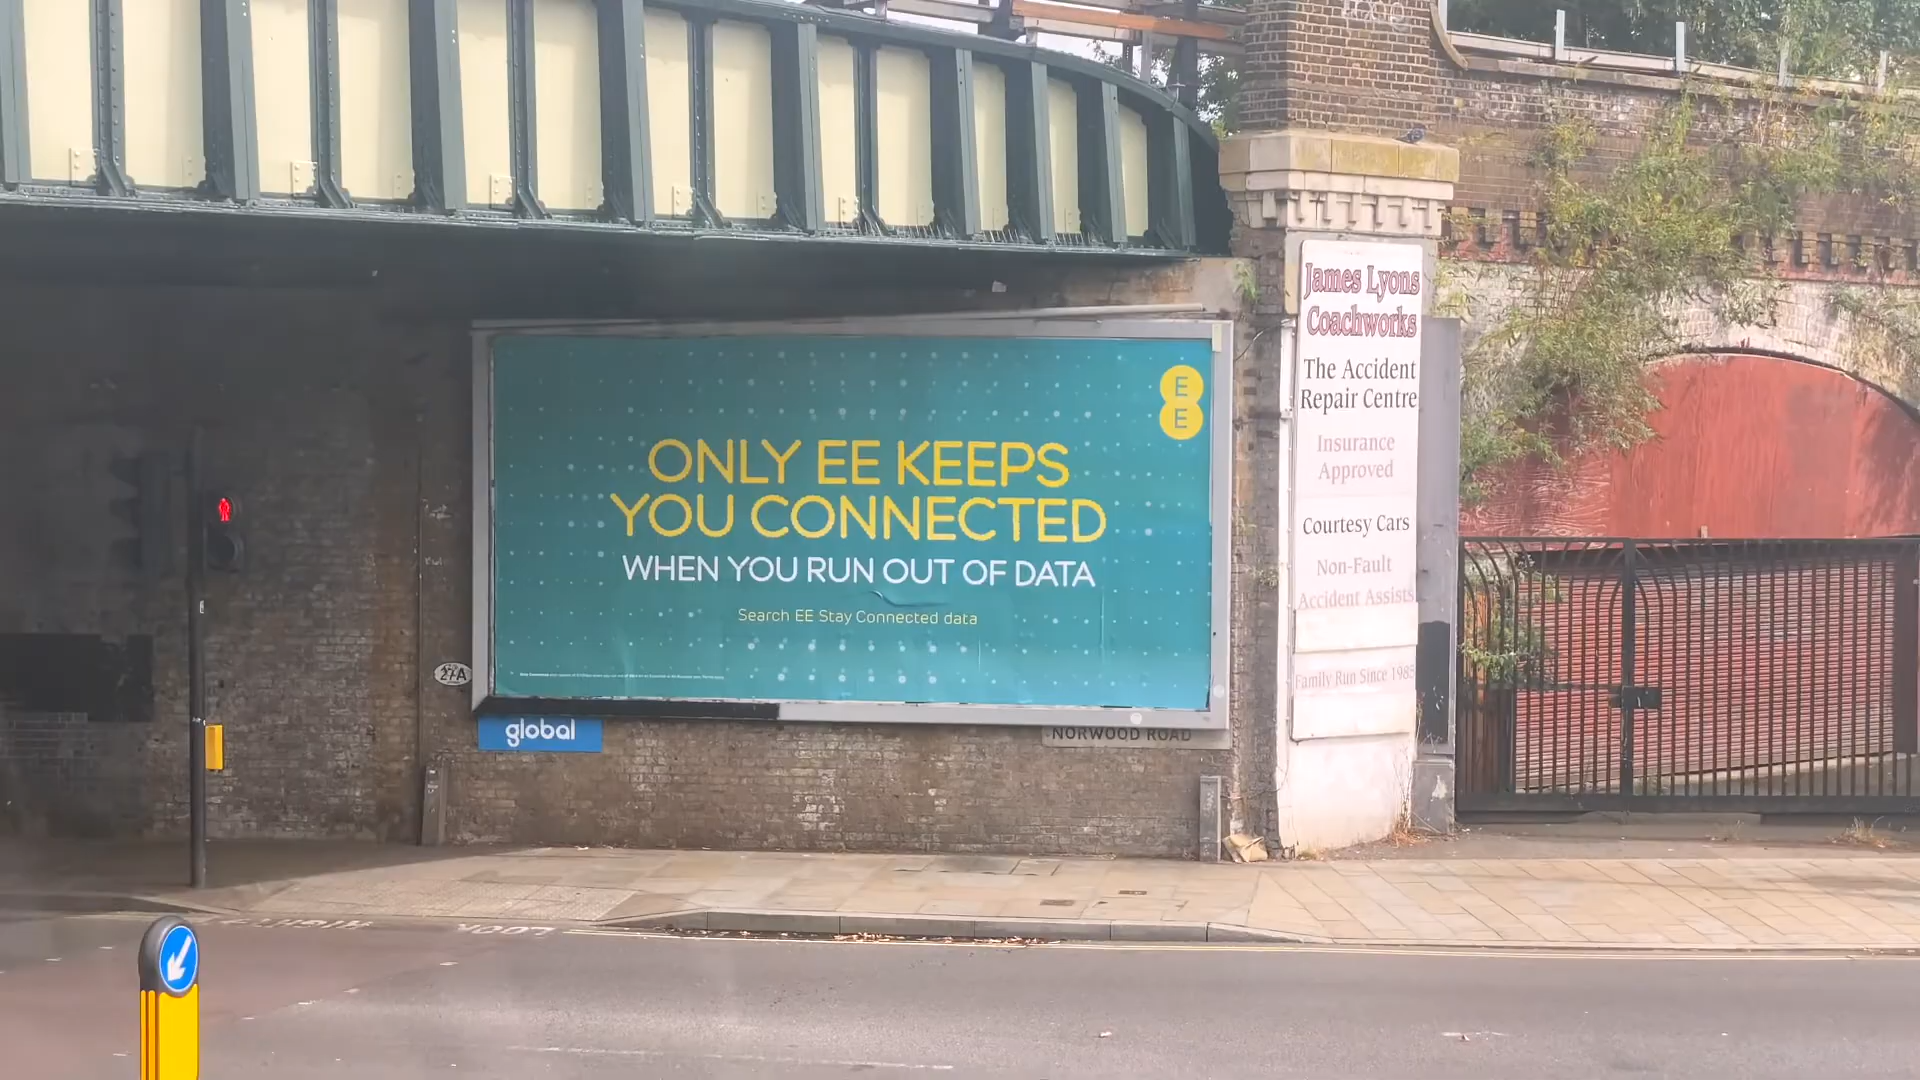 James Lyons
Coachworks
The Accident
Repair Centre
Insurance
Approved
Courtesy Cars
Non-Fault
Accident Assists
Family Run Since 1985
E
E
ONLY EE KEEPS
YOU CONNECTED
WHEN YOU RUN OUT OF DATA
Search EE Stay Connected data
27A
global
NORWOOD ROAD
LOOK
RIGHT